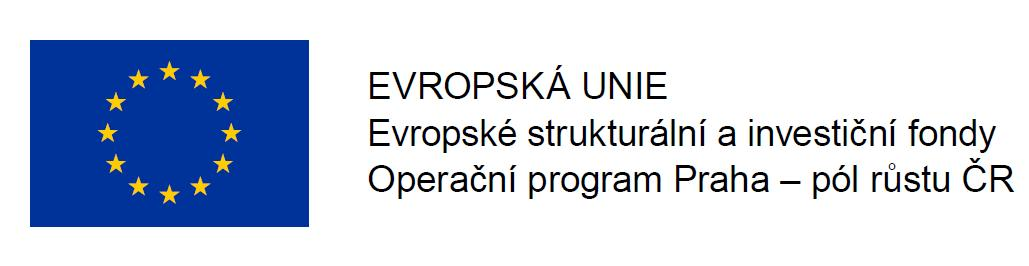 EVROPSKÁ UNIE
Evropské strukturální a investiční fondy
Operační program Praha – pól růstu ČR